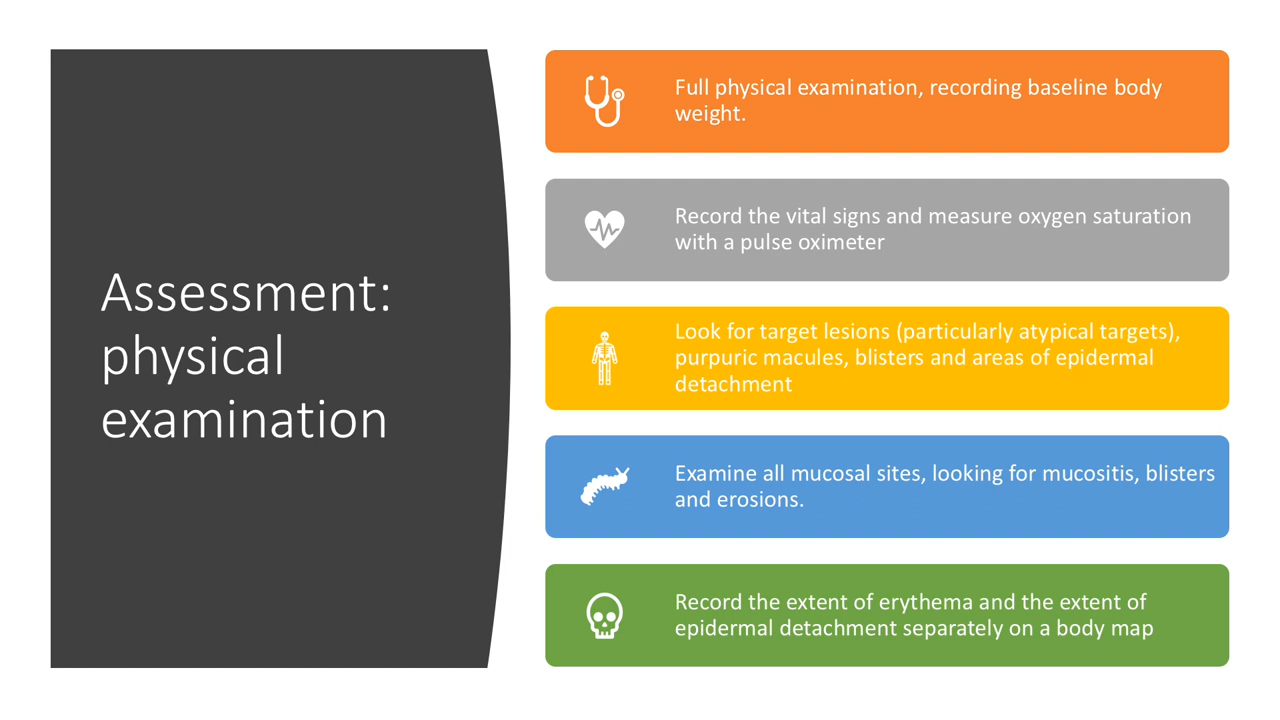 Assessment:
physical
examination
Full physical examination, recording baseline body
weight.
Record the vital signs and measure oxygen saturation
with a pulse oximeter
Look for target lesions (particularly atypical targets),
purpuric macules, blisters and areas of epidermal
detachment
Examine all mucosal sites, looking for mucositis, blisters
and erosions.
Record the extent of erythema and the extent of
epidermal detachment separately on a body map